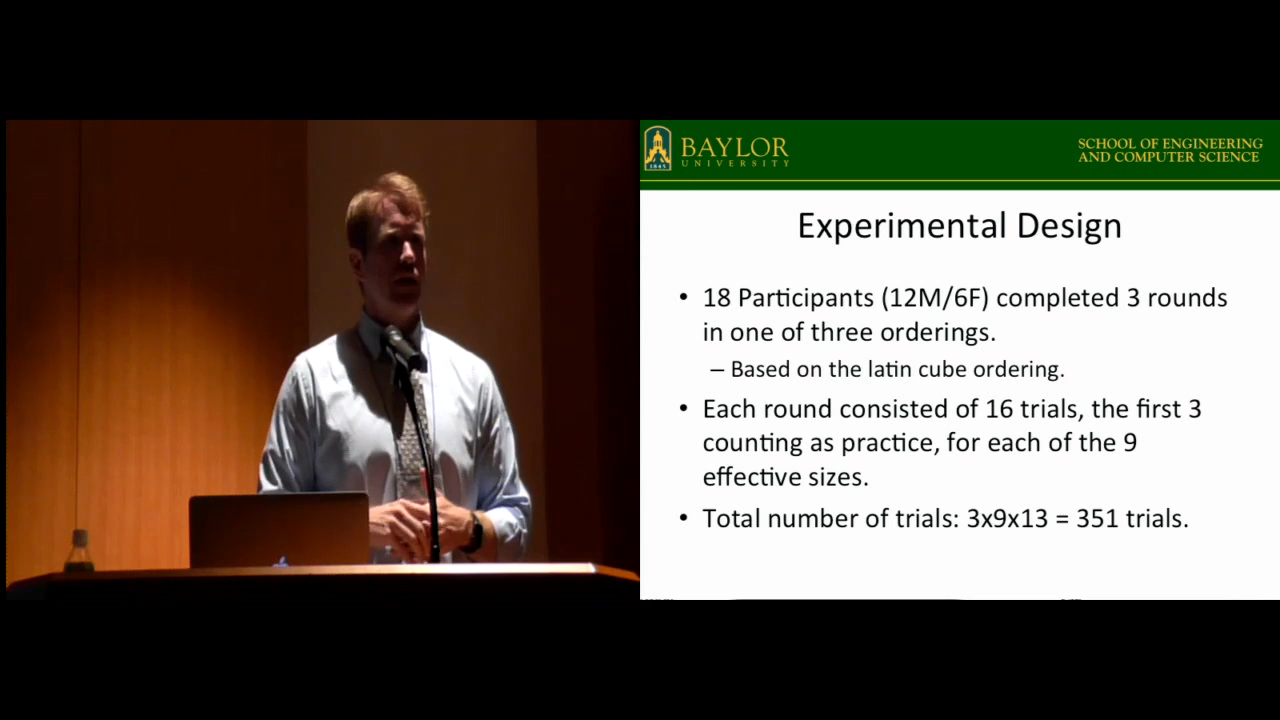 BAYLOR
UNIVERSITY
1845
SCHOOL OF ENGINEERING
AND COMPUTER SCIENCE
Experimental Design
• 18 Participants (12M/6F) completed 3 rounds
in one of three orderings.
– Based on the latin cube ordering.
• Each round consisted of 16 trials, the first 3
counting as practice, for each of the 9
effective sizes.
• Total number of trials: 3x9x13 = 351 trials.